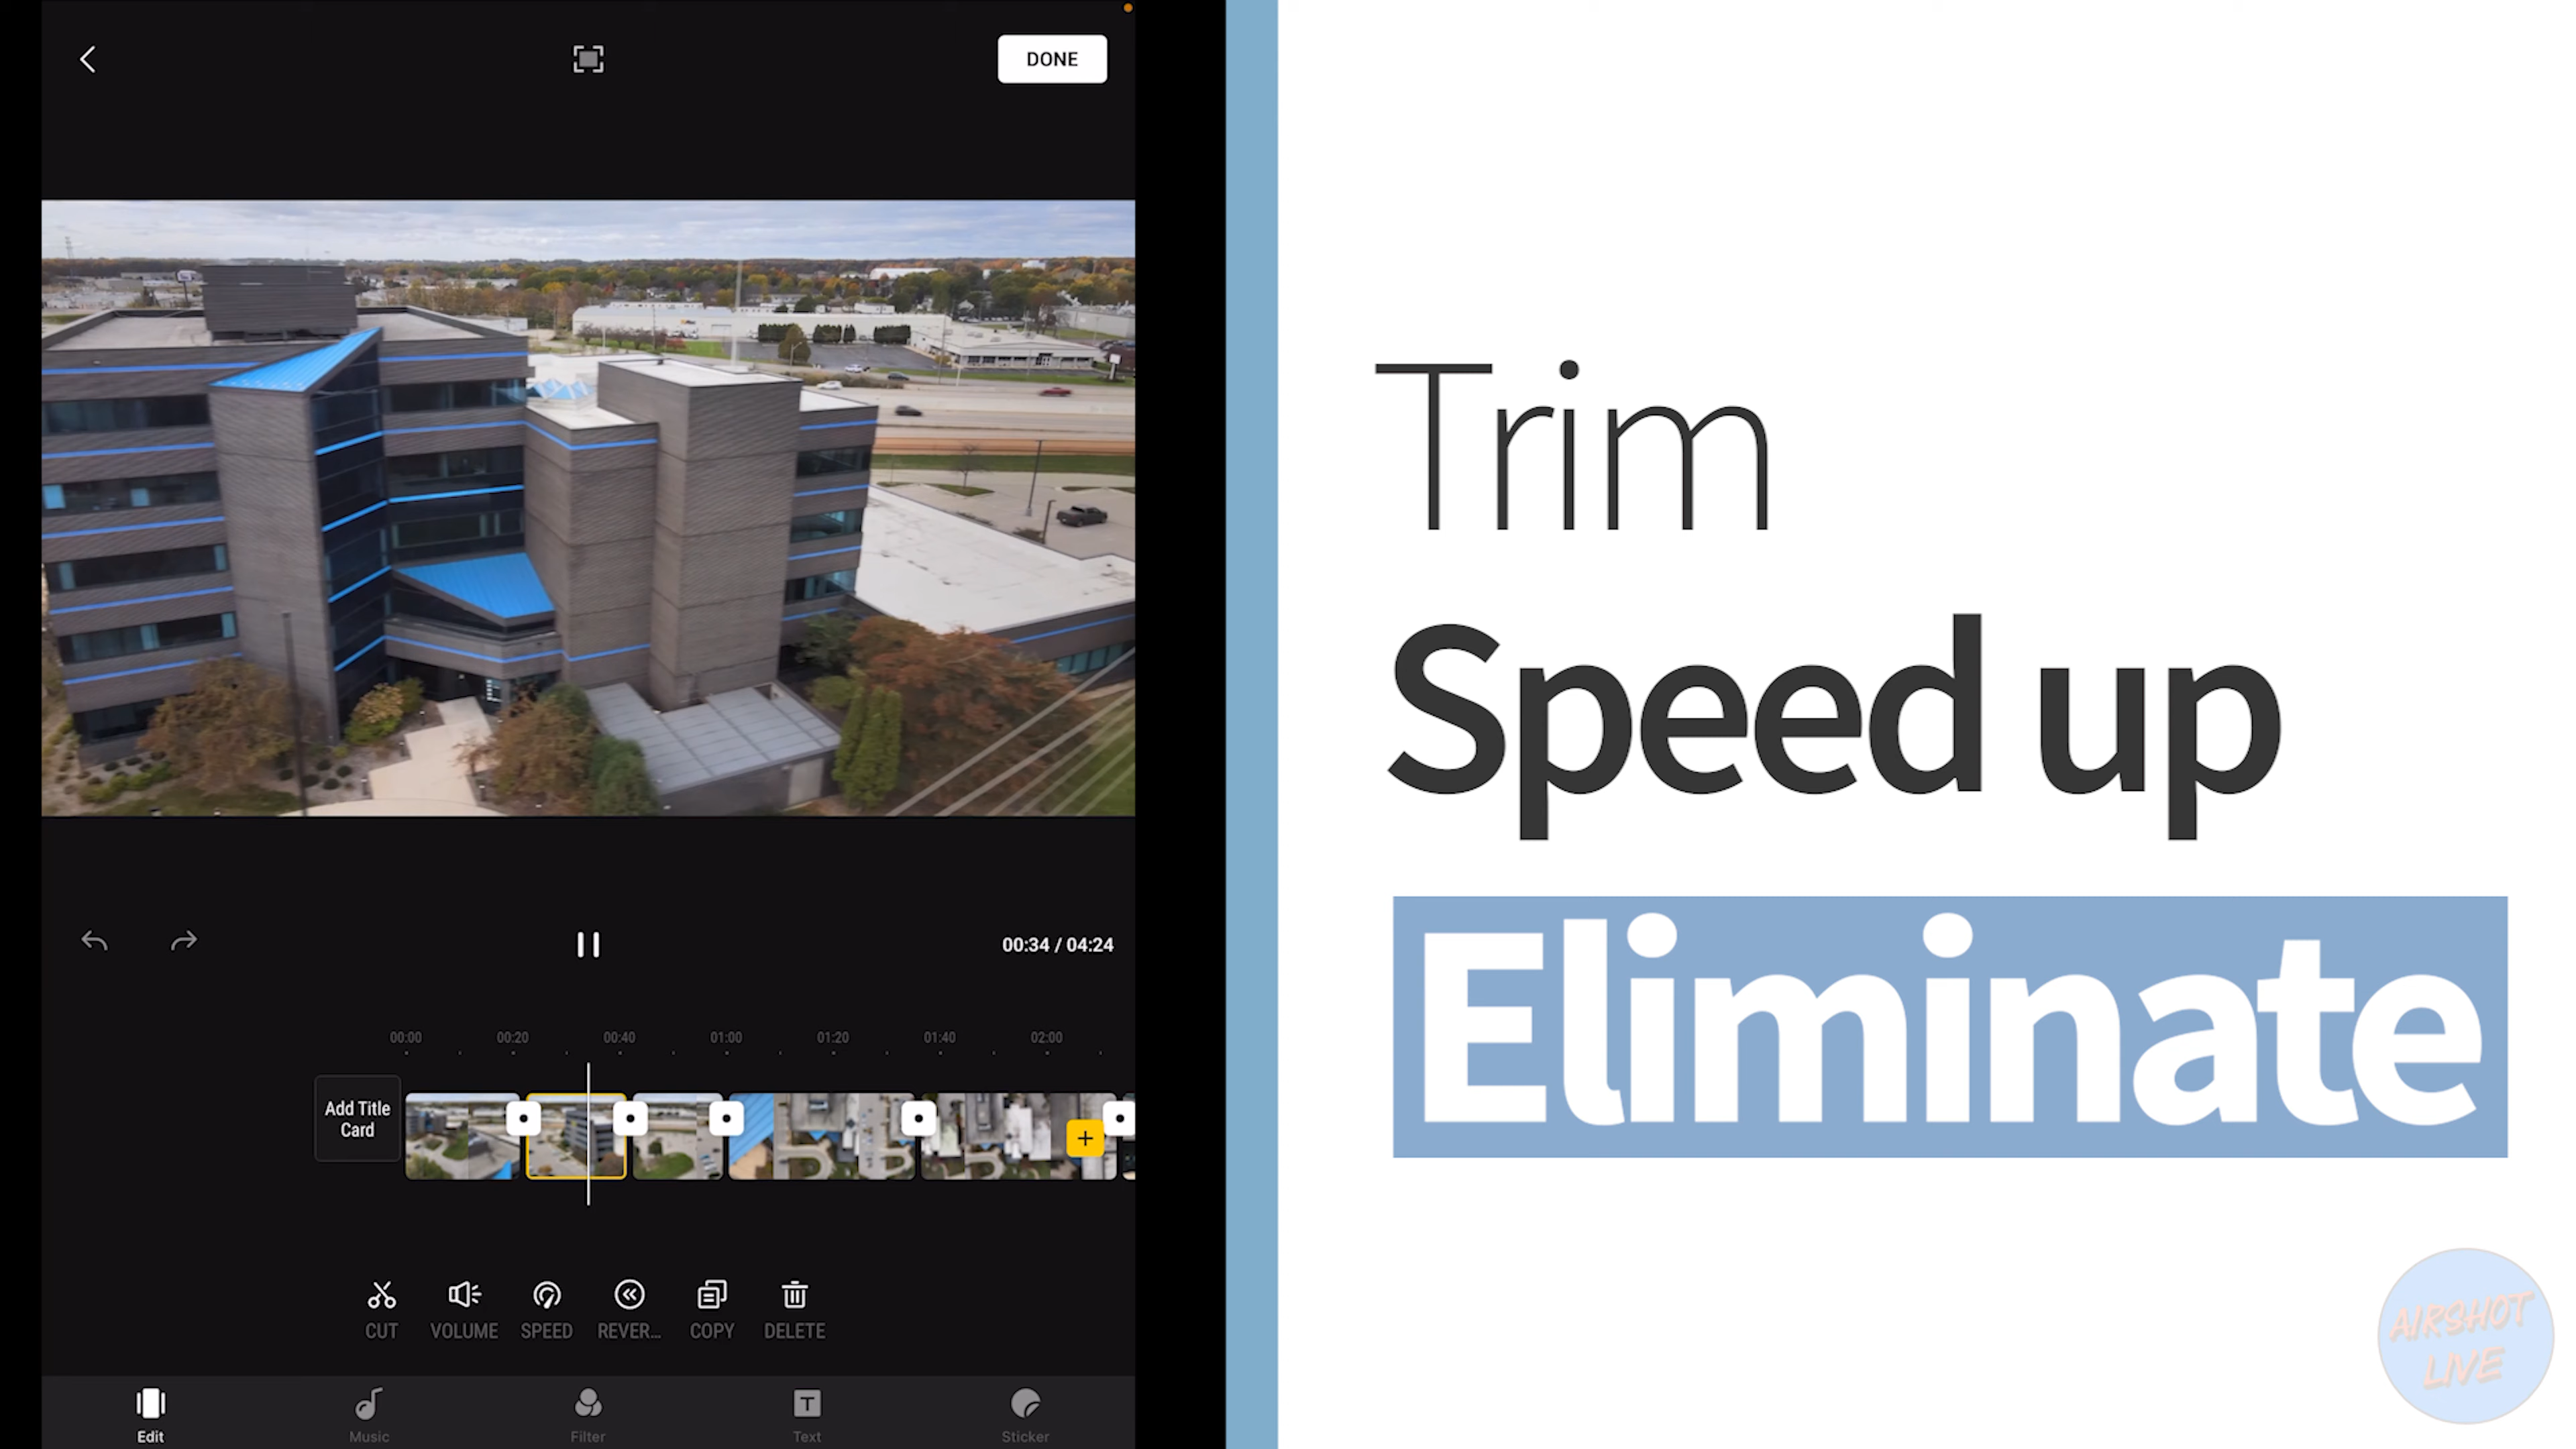 DONE
00:34 / 04:24
00:00 00:20 00:40 01:00 01:20 01:40 02:00
Add Title
Card
CUT VOLUME SPEED REVER... COPY DELETE
Edit Music Filter Text Sticker
Trim
Speed up
Eliminate
AIRSHOT
LIVE